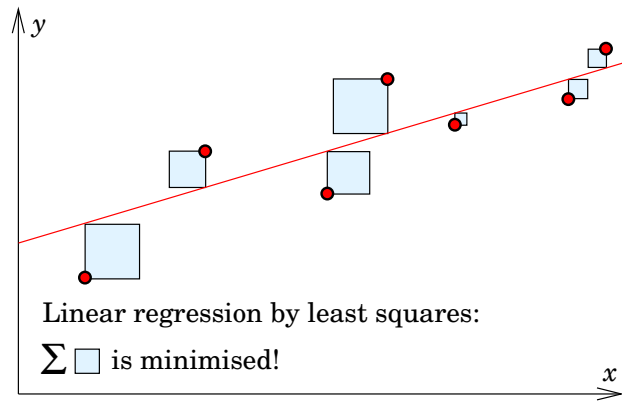 y
Linear regression by least squares:
Σ □ is minimised!
x